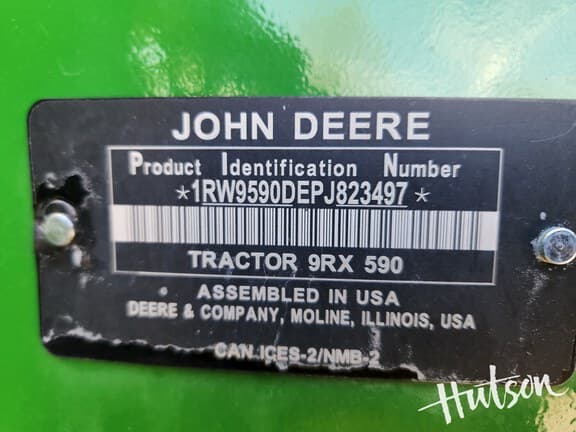 JOHN DEERE
Product Identification Number
*1RW9590DEPJ823497*
TRACTOR 9RX 590
ASSEMBLED IN USA
DEERE & COMPANY, MOLINE, ILLINOIS, USA
CAN ICES-2/NMB-2
Hutson